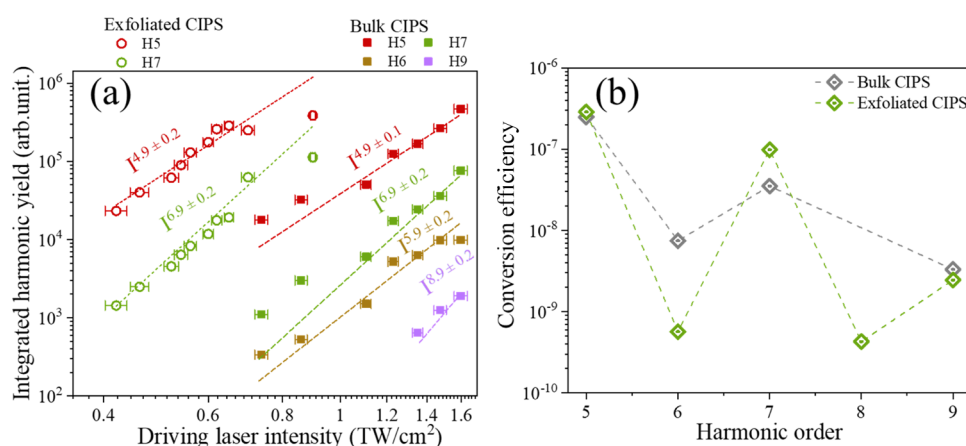 Exfoliated CIPS
H5
H7
Bulk CIPS
H5 H7
H6 H9
(a)
Integrated harmonic yield (arb.unit.)
10^6
10^5
10^4
10^3
10^2
I^4.9 ± 0.2
I^6.9 ± 0.2
I^4.9 ± 0.1
I^6.9 ± 0.2
I^5.9 ± 0.2
I^8.9 ± 0.2
0.4 0.6 1 1.2 1.4 1.6
Driving laser intensity (TW/cm^2)
(b)
Bulk CIPS
Exfoliated CIPS
Conversion efficiency
10^-6
10^-7
10^-8
10^-9
10^-10
5 6 7 8 9
Harmonic order